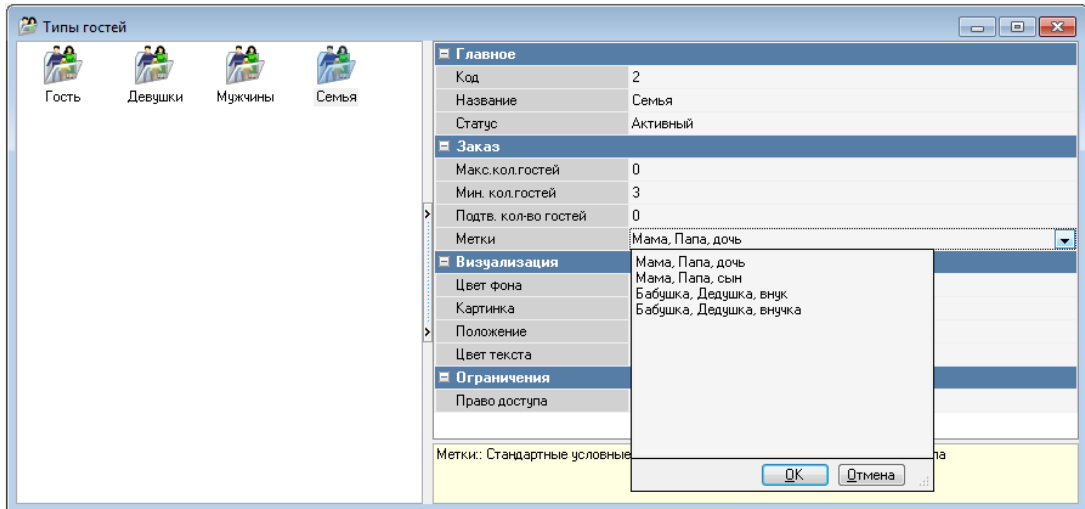 Типы гостей
Гость
Девушки
Мужчины
Семья
Главное
Код 2
Название Семья
Статус Активный
Заказ
Макс.кол.гостей 0
Мин. кол.гостей 3
Подтв. кол-во гостей 0
Метки Мама, Папа, дочь
Мама, Папа, дочь
Мама, Папа, сын
Бабушка, Дедушка, внук
Бабушка, Дедушка, внучка
Визуализация
Цвет фона
Картинка
Положение
Цвет текста
Ограничения
Право доступа
Метки:: Стандартные условные
OK Отмена